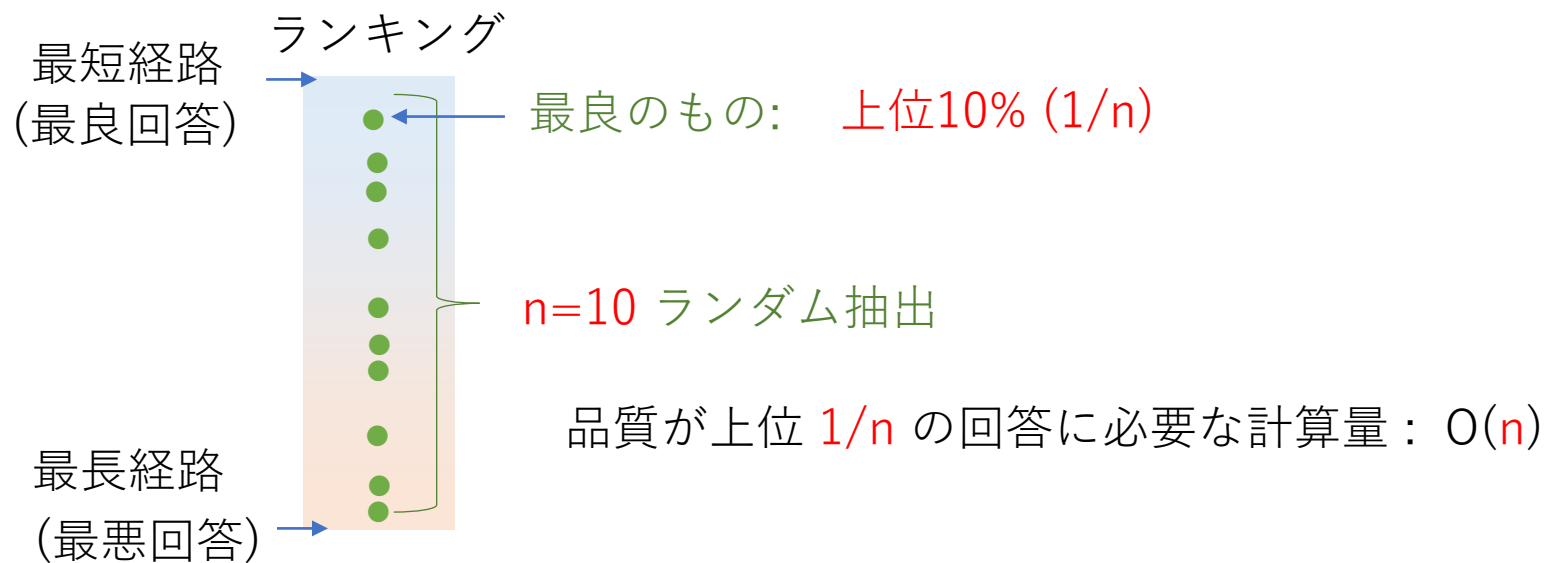 ランキング
最短経路
(最良回答)
最良のもの: 上位10% (1/n)
n=10 ランダム抽出
品質が上位 1/n の回答に必要な計算量： O(n)
最長経路
(最悪回答)